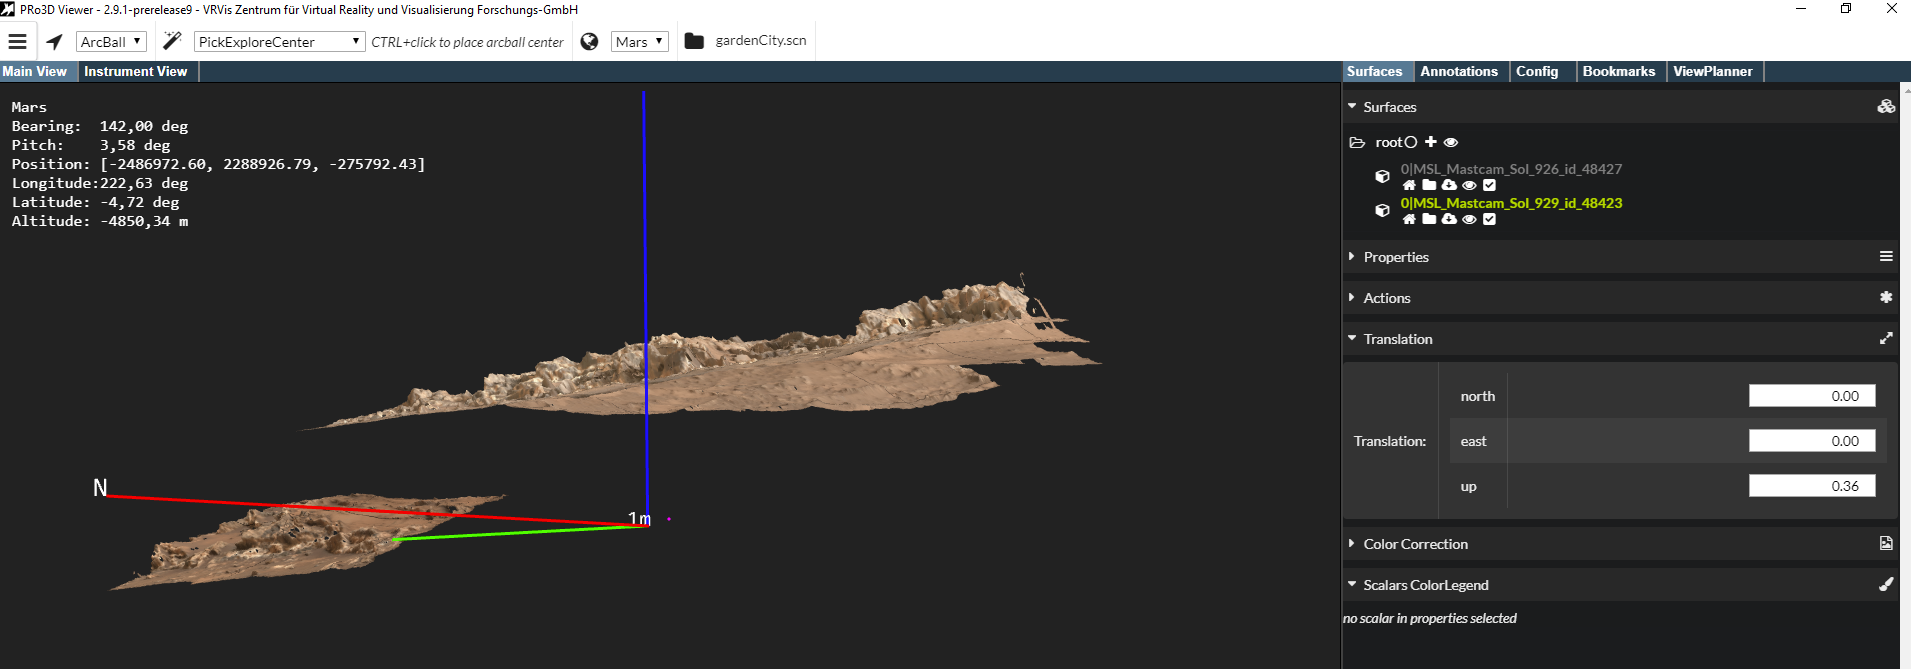 PRo3D Viewer - 2.9.1-prerelease9 - VRVis Zentrum für Virtual Reality und Visualisierung Forschungs-GmbH
ArcBall PickExploreCenter CTRL+click to place arcball center Mars gardenCity.scn
Main View Instrument View
Surfaces Annotations Config Bookmarks ViewPlanner
Mars
Bearing: 142,00 deg
Pitch: 3,58 deg
Position: [-2486972.60, 2288926.79, -275792.43]
Longitude:222,63 deg
Latitude: -4,72 deg
Altitude: -4850,34 m
N
1m
Surfaces
root
0|MSL_Mastcam_Sol_926_id_48427
0|MSL_Mastcam_Sol_929_id_48423
Properties
Actions
Translation
Translation:
north 0.00
east 0.00
up 0.36
Color Correction
Scalars ColorLegend
no scalar in properties selected